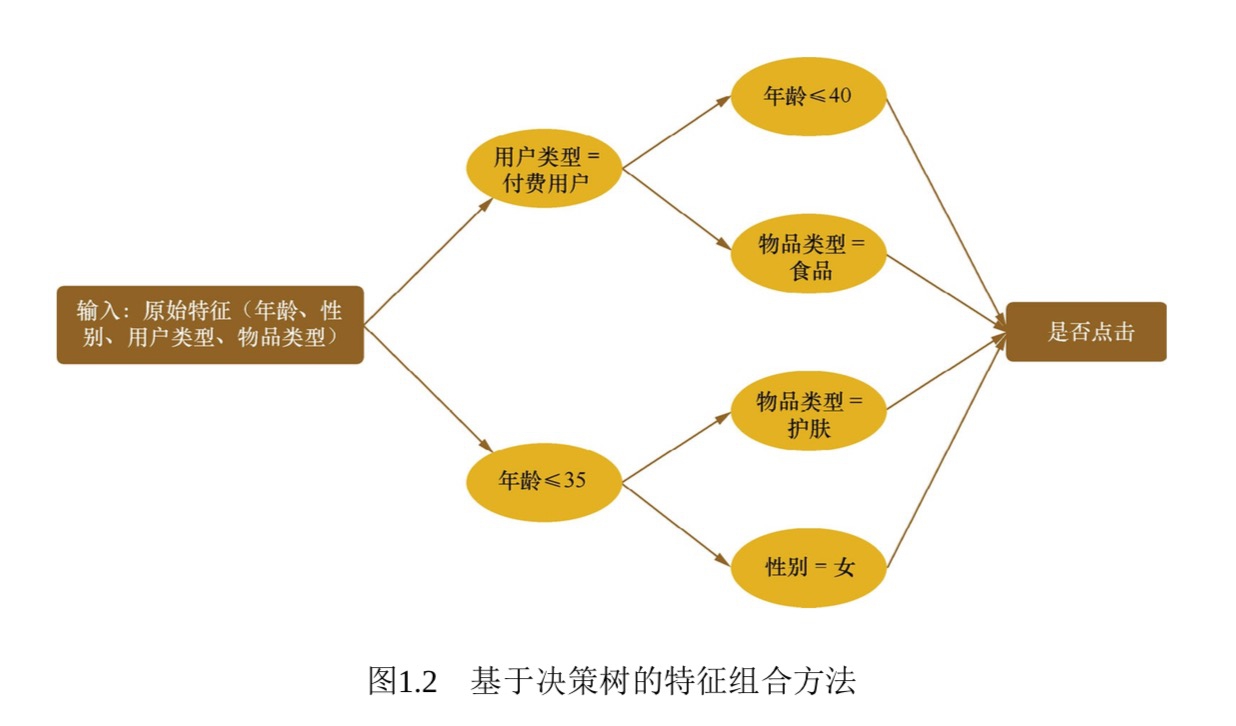 年龄≤40
用户类型 =
付费用户
物品类型 =
食品
输入：原始特征（年龄、性
别、用户类型、物品类型）
是否点击
物品类型 =
护肤
年龄≤35
性别 = 女
图1.2 基于决策树的特征组合方法